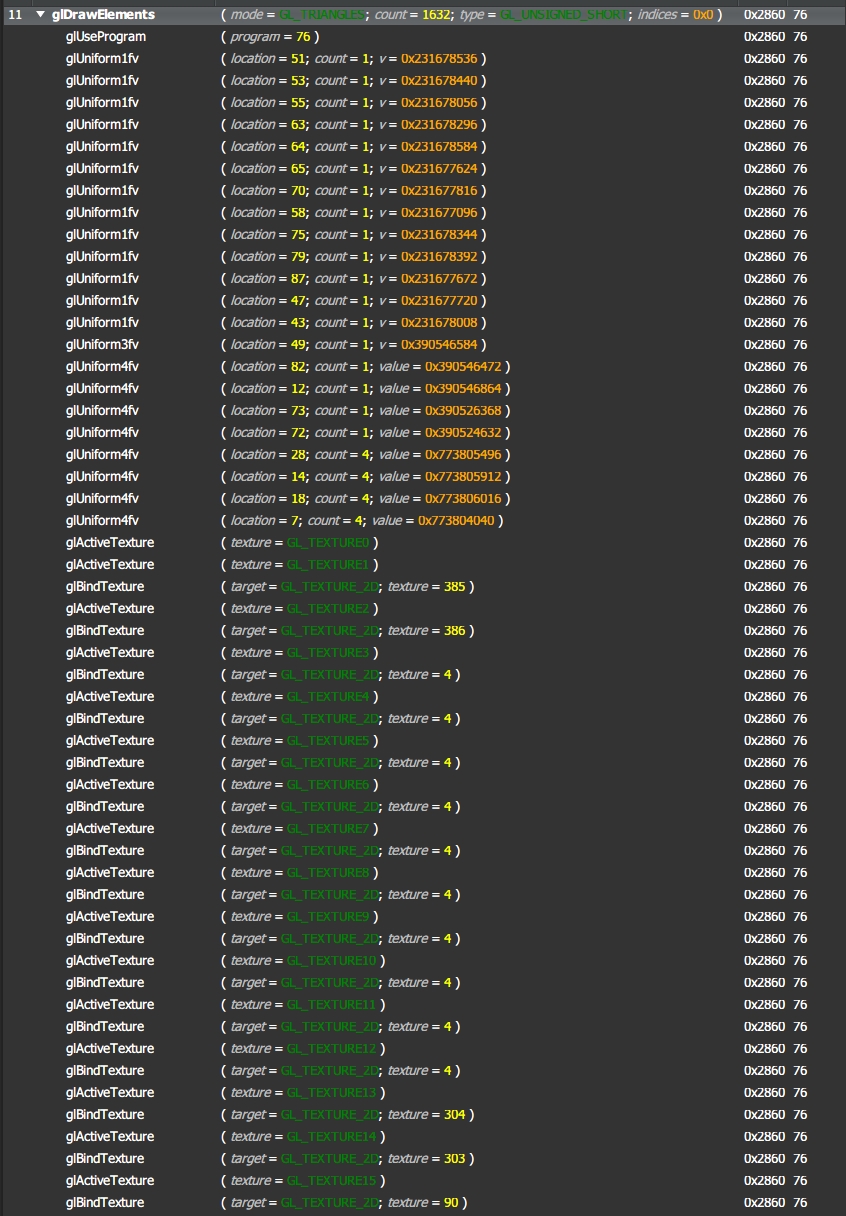 11 ▼ glDrawElements ( mode = GL_TRIANGLES; count = 1632; type = GL_UNSIGNED_SHORT; indices = 0x0 ) 0x2860 76
glUseProgram ( program = 76 ) 0x2860 76
glUniform1fv ( location = 51; count = 1; v = 0x231678536 ) 0x2860 76
glUniform1fv ( location = 53; count = 1; v = 0x231678440 ) 0x2860 76
glUniform1fv ( location = 55; count = 1; v = 0x231678056 ) 0x2860 76
glUniform1fv ( location = 63; count = 1; v = 0x231678296 ) 0x2860 76
glUniform1fv ( location = 64; count = 1; v = 0x231678584 ) 0x2860 76
glUniform1fv ( location = 65; count = 1; v = 0x231677624 ) 0x2860 76
glUniform1fv ( location = 70; count = 1; v = 0x231677816 ) 0x2860 76
glUniform1fv ( location = 58; count = 1; v = 0x231677096 ) 0x2860 76
glUniform1fv ( location = 75; count = 1; v = 0x231678344 ) 0x2860 76
glUniform1fv ( location = 79; count = 1; v = 0x231678392 ) 0x2860 76
glUniform1fv ( location = 87; count = 1; v = 0x231677672 ) 0x2860 76
glUniform1fv ( location = 47; count = 1; v = 0x231677720 ) 0x2860 76
glUniform1fv ( location = 43; count = 1; v = 0x231678008 ) 0x2860 76
glUniform3fv ( location = 49; count = 1; v = 0x390546584 ) 0x2860 76
glUniform4fv ( location = 82; count = 1; value = 0x390546472 ) 0x2860 76
glUniform4fv ( location = 12; count = 1; value = 0x390546864 ) 0x2860 76
glUniform4fv ( location = 73; count = 1; value = 0x390526368 ) 0x2860 76
glUniform4fv ( location = 72; count = 1; value = 0x390524632 ) 0x2860 76
glUniform4fv ( location = 28; count = 4; value = 0x773805496 ) 0x2860 76
glUniform4fv ( location = 14; count = 4; value = 0x773805912 ) 0x2860 76
glUniform4fv ( location = 18; count = 4; value = 0x773806016 ) 0x2860 76
glUniform4fv ( location = 7; count = 4; value = 0x773804040 ) 0x2860 76
glActiveTexture ( texture = GL_TEXTURE0 ) 0x2860 76
glActiveTexture ( texture = GL_TEXTURE1 ) 0x2860 76
glBindTexture ( target = GL_TEXTURE_2D; texture = 385 ) 0x2860 76
glActiveTexture ( texture = GL_TEXTURE2 ) 0x2860 76
glBindTexture ( target = GL_TEXTURE_2D; texture = 386 ) 0x2860 76
glActiveTexture ( texture = GL_TEXTURE3 ) 0x2860 76
glBindTexture ( target = GL_TEXTURE_2D; texture = 4 ) 0x2860 76
glActiveTexture ( texture = GL_TEXTURE4 ) 0x2860 76
glBindTexture ( target = GL_TEXTURE_2D; texture = 4 ) 0x2860 76
glActiveTexture ( texture = GL_TEXTURE5 ) 0x2860 76
glBindTexture ( target = GL_TEXTURE_2D; texture = 4 ) 0x2860 76
glActiveTexture ( texture = GL_TEXTURE6 ) 0x2860 76
glBindTexture ( target = GL_TEXTURE_2D; texture = 4 ) 0x2860 76
glActiveTexture ( texture = GL_TEXTURE7 ) 0x2860 76
glBindTexture ( target = GL_TEXTURE_2D; texture = 4 ) 0x2860 76
glActiveTexture ( texture = GL_TEXTURE8 ) 0x2860 76
glBindTexture ( target = GL_TEXTURE_2D; texture = 4 ) 0x2860 76
glActiveTexture ( texture = GL_TEXTURE9 ) 0x2860 76
glBindTexture ( target = GL_TEXTURE_2D; texture = 4 ) 0x2860 76
glActiveTexture ( texture = GL_TEXTURE10 ) 0x2860 76
glBindTexture ( target = GL_TEXTURE_2D; texture = 4 ) 0x2860 76
glActiveTexture ( texture = GL_TEXTURE11 ) 0x2860 76
glBindTexture ( target = GL_TEXTURE_2D; texture = 4 ) 0x2860 76
glActiveTexture ( texture = GL_TEXTURE12 ) 0x2860 76
glBindTexture ( target = GL_TEXTURE_2D; texture = 4 ) 0x2860 76
glActiveTexture ( texture = GL_TEXTURE13 ) 0x2860 76
glBindTexture ( target = GL_TEXTURE_2D; texture = 304 ) 0x2860 76
glActiveTexture ( texture = GL_TEXTURE14 ) 0x2860 76
glBindTexture ( target = GL_TEXTURE_2D; texture = 303 ) 0x2860 76
glActiveTexture ( texture = GL_TEXTURE15 ) 0x2860 76
glBindTexture ( target = GL_TEXTURE_2D; texture = 90 ) 0x2860 76